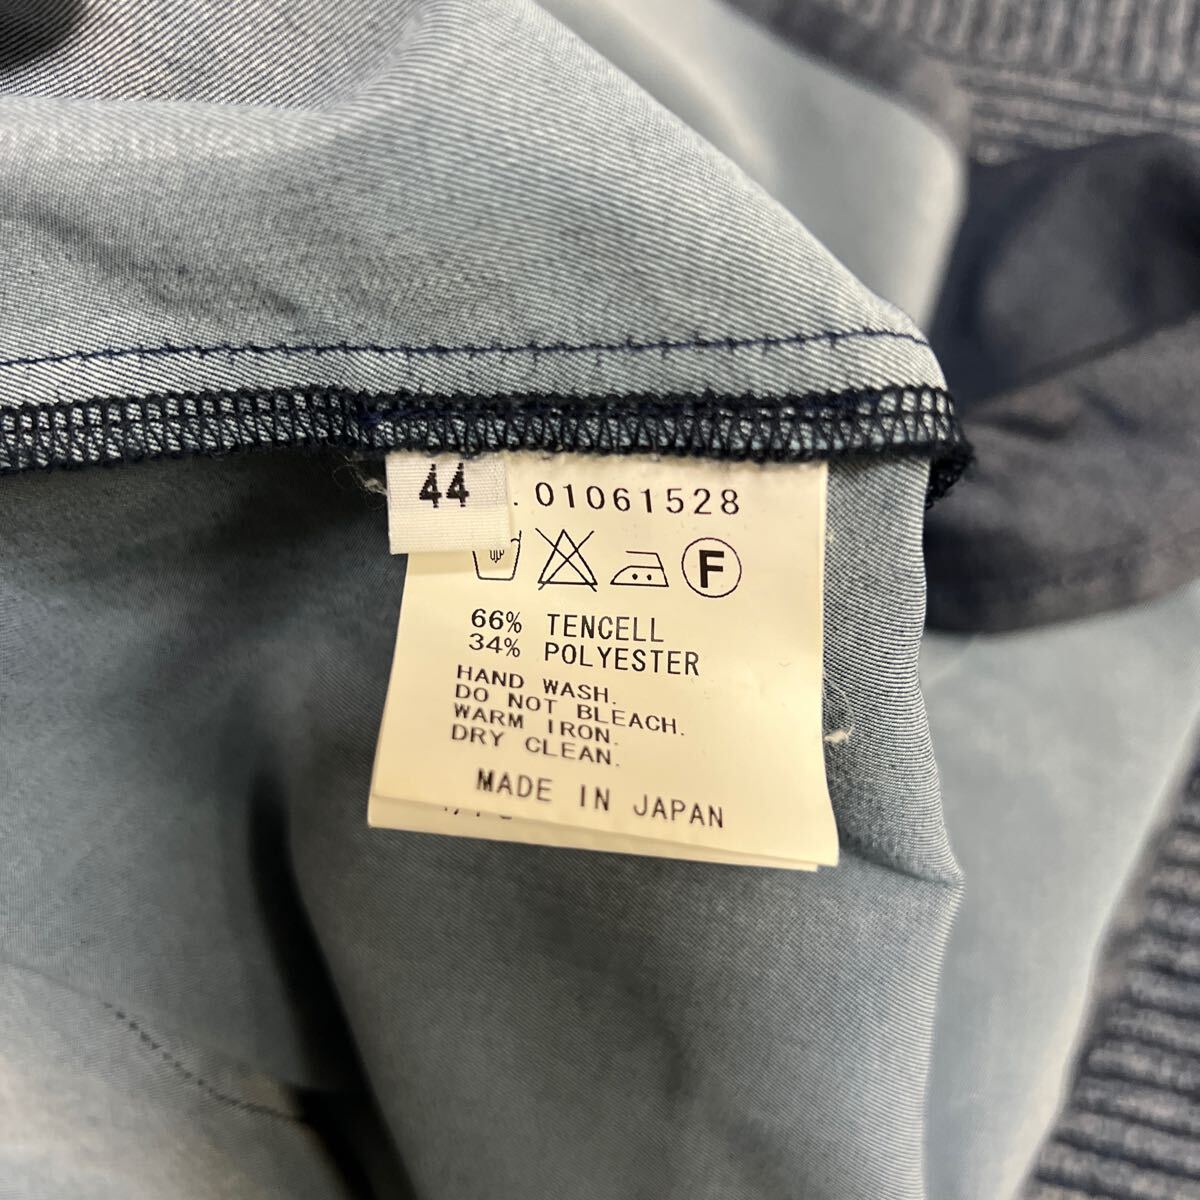 44
.01061528
F
66% TENCELL
34% POLYESTER
HAND WASH.
DO NOT BLEACH.
WARM IRON.
DRY CLEAN.
MADE IN JAPAN